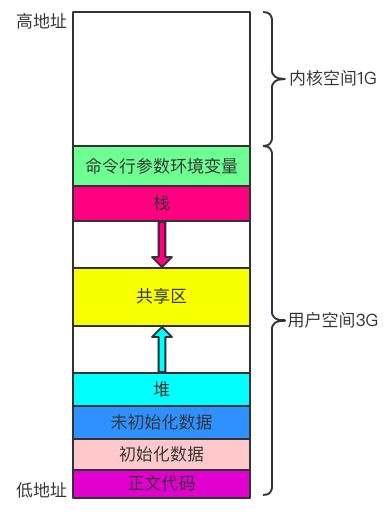 高地址
内核空间1G
命令行参数环境变量
栈
共享区
用户空间3G
堆
未初始化数据
初始化数据
正文代码
低地址